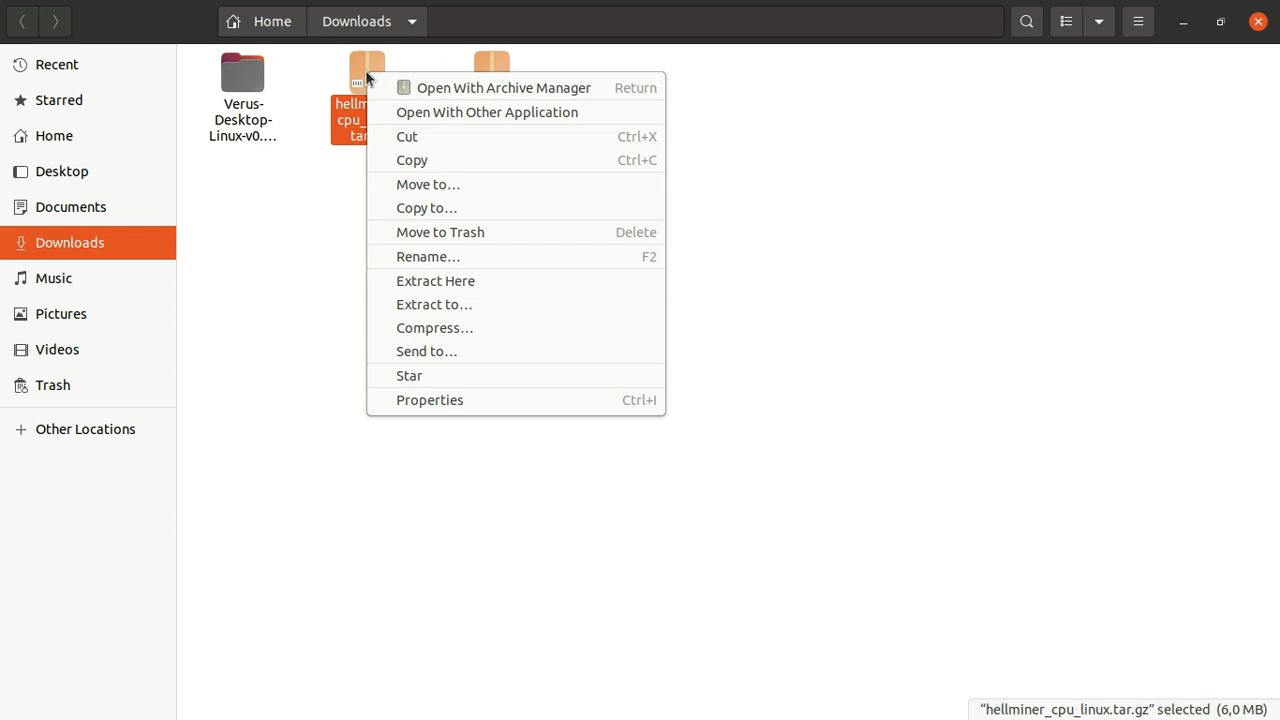 Home Downloads
Recent
Starred
Home
Desktop
Documents
Downloads
Music
Pictures
Videos
Trash
Other Locations
Verus-
Desktop-
Linux-v0....
hellm
cpu_
tar
Open With Archive Manager Return
Open With Other Application
Cut Ctrl+X
Copy Ctrl+C
Move to...
Copy to...
Move to Trash Delete
Rename... F2
Extract Here
Extract to...
Compress...
Send to...
Star
Properties Ctrl+I
"hellminer_cpu_linux.tar.gz" selected (6,0 MB)